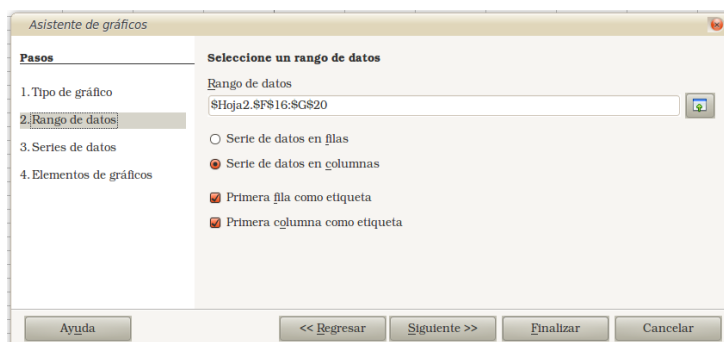 Asistente de gráficos
Pasos
1. Tipo de gráfico
2. Rango de datos
3. Series de datos
4. Elementos de gráficos
Seleccione un rango de datos
Rango de datos
$Hoja2.$F$16:$G$20
Serie de datos en filas
Serie de datos en columnas
Primera fila como etiqueta
Primera columna como etiqueta
Ayuda
<< Regresar
Siguiente >>
Finalizar
Cancelar